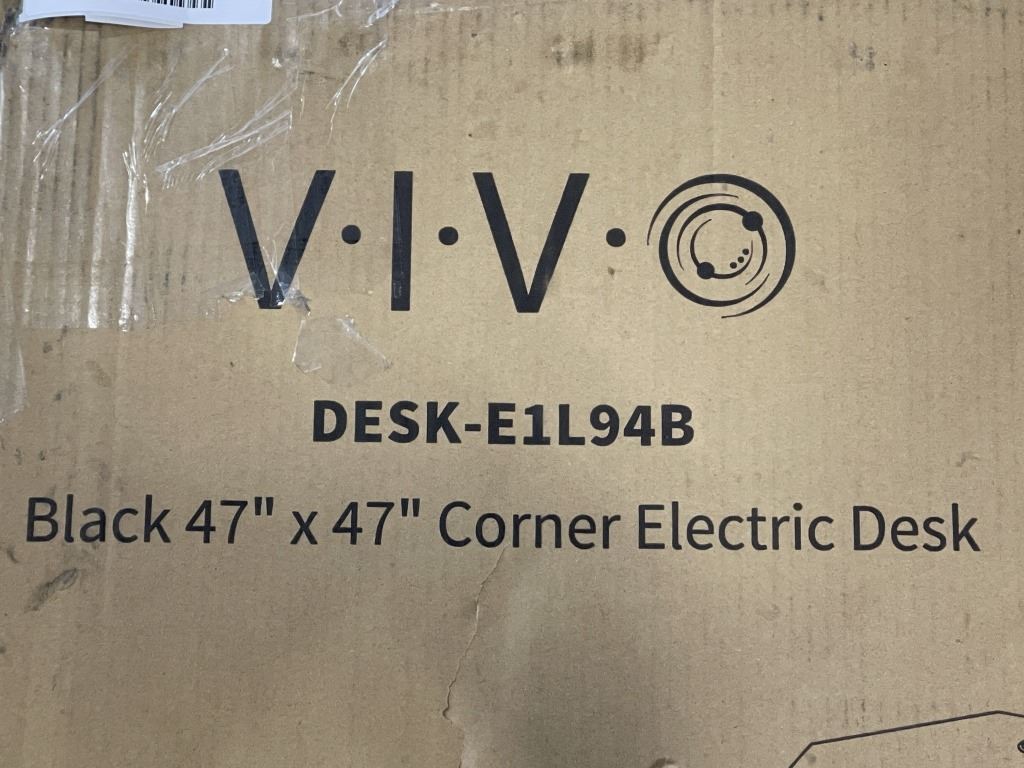 V·I·V·O
DESK-E1L94B
Black 47" x 47" Corner Electric Desk